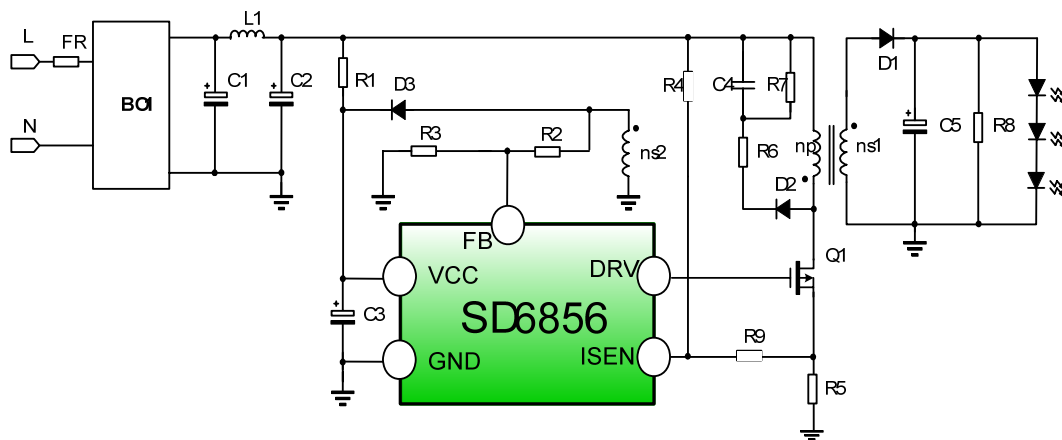 L
FR
N
BO1
C1
L1
C2
R1
D3
R3
R2
ns2
R4
C4
R7
R6
D2
np
ns1
D1
C5
R8
Q1
FB
VCC
DRV
SD6856
GND
ISEN
C3
R9
R5